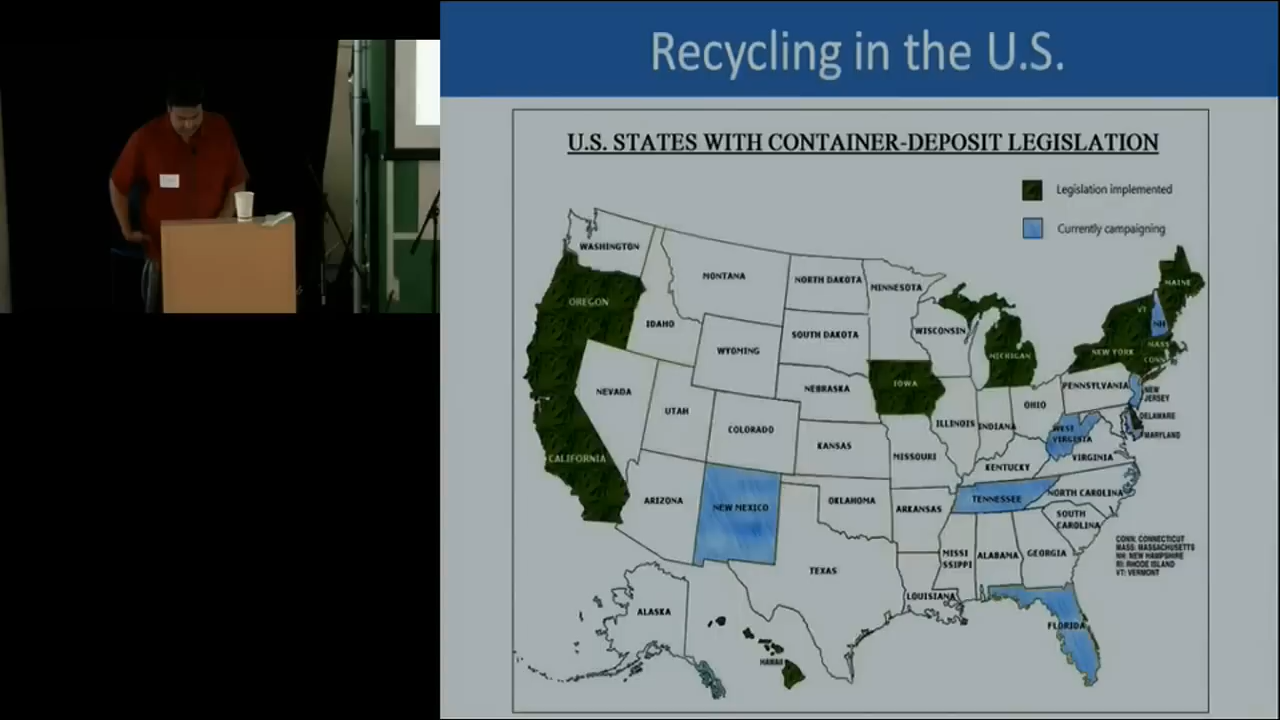 Recycling in the U.S.
U.S. STATES WITH CONTAINER-DEPOSIT LEGISLATION
Legislation implemented
Currently campaigning
WASHINGTON
OREGON
IDAHO
MONTANA
NORTH DAKOTA
MINNESOTA
SOUTH DAKOTA
WISCONSIN
MICHIGAN
MAINE
VT
NH
MASS
CONN
NEW YORK
WYOMING
NEVADA
UTAH
COLORADO
NEBRASKA
IOWA
ILLINOIS
INDIANA
OHIO
PENNSYLVANIA
NEW
JERSEY
DELAWARE
MARYLAND
WEST
VIRGINIA
VIRGINIA
CALIFORNIA
KANSAS
MISSOURI
KENTUCKY
ARIZONA
NEW MEXICO
OKLAHOMA
ARKANSAS
TENNESSEE
NORTH CAROLINA
SOUTH
CAROLINA
TEXAS
LOUISIANA
MISSI
SSIPPI
ALABAMA
GEORGIA
FLORIDA
ALASKA
HAWAII
CONN: CONNECTICUT
MASS: MASSACHUSETTS
NH: NEW HAMPSHIRE
RI: RHODE ISLAND
VT: VERMONT